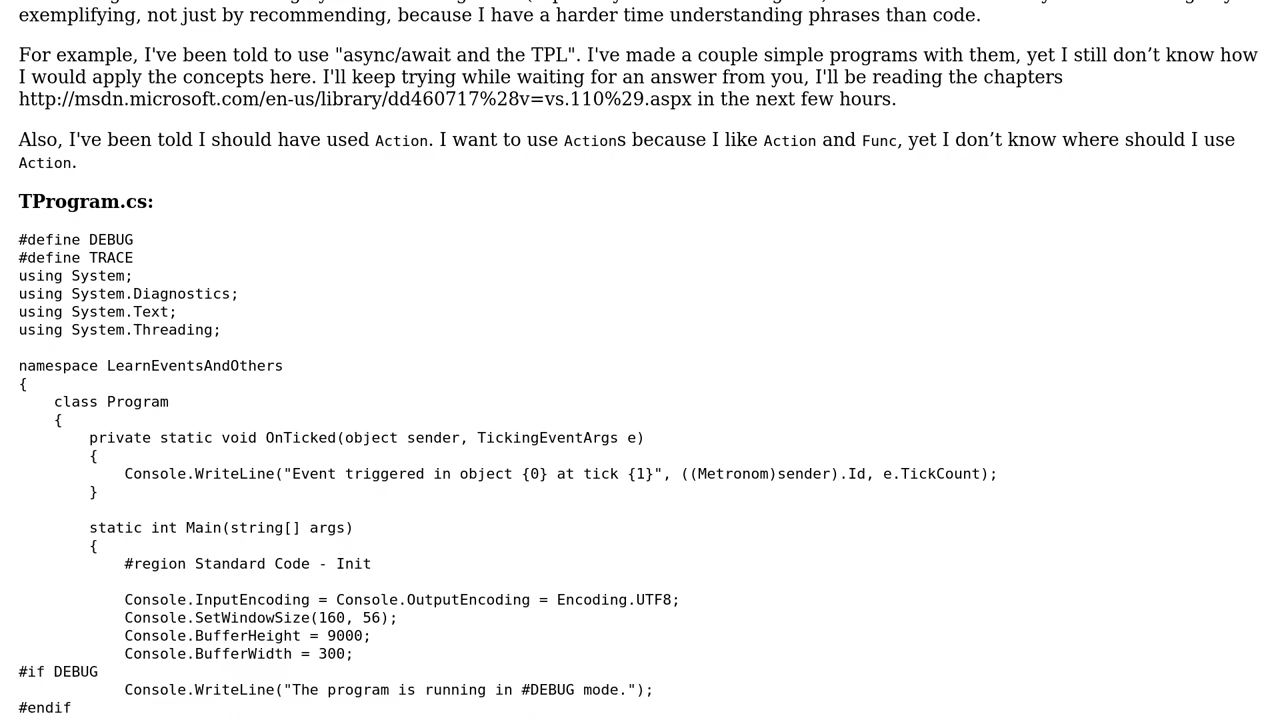 exemplifying, not just by recommending, because I have a harder time understanding phrases than code.
For example, I've been told to use "async/await and the TPL". I've made a couple simple programs with them, yet I still don’t know how
I would apply the concepts here. I'll keep trying while waiting for an answer from you, I'll be reading the chapters
http://msdn.microsoft.com/en-us/library/dd460717%28v=vs.110%29.aspx in the next few hours.
Also, I've been told I should have used Action. I want to use Actions because I like Action and Func, yet I don’t know where should I use
Action.
TProgram.cs:
#define DEBUG
#define TRACE
using System;
using System.Diagnostics;
using System.Text;
using System.Threading;
namespace LearnEventsAndOthers
{
    class Program
    {
        private static void OnTicked(object sender, TickingEventArgs e)
        {
            Console.WriteLine("Event triggered in object {0} at tick {1}", ((Metronom)sender).Id, e.TickCount);
        }
        static int Main(string[] args)
        {
            #region Standard Code - Init
            Console.InputEncoding = Console.OutputEncoding = Encoding.UTF8;
            Console.SetWindowSize(160, 56);
            Console.BufferHeight = 9000;
            Console.BufferWidth = 300;
#if DEBUG
            Console.WriteLine("The program is running in #DEBUG mode.");
#endif